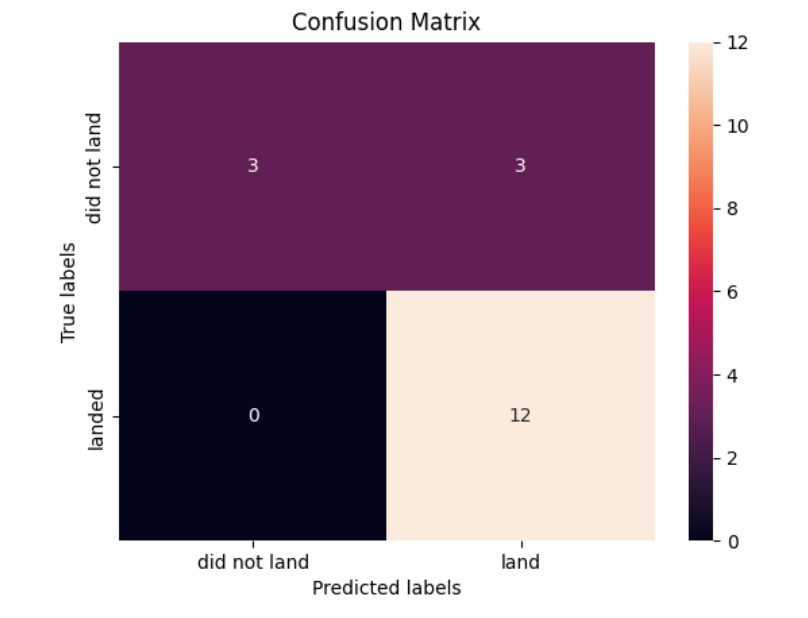 Confusion Matrix
did not land
landed
True labels
3
3
0
12
did not land
land
Predicted labels
12
10
8
6
4
2
0